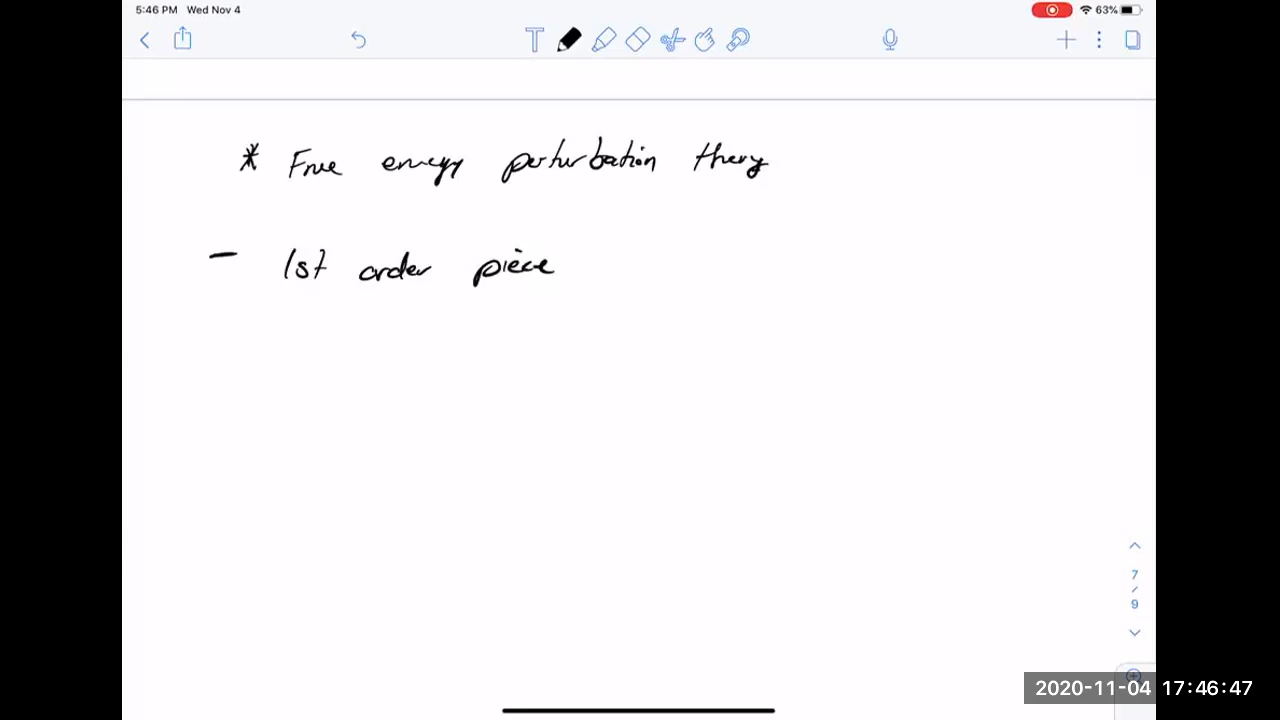 5:46 PM Wed Nov 4
63%
T
* Free energy perturbation theory
- 1st order piece
7
/
9
2020-11-04 17:46:47